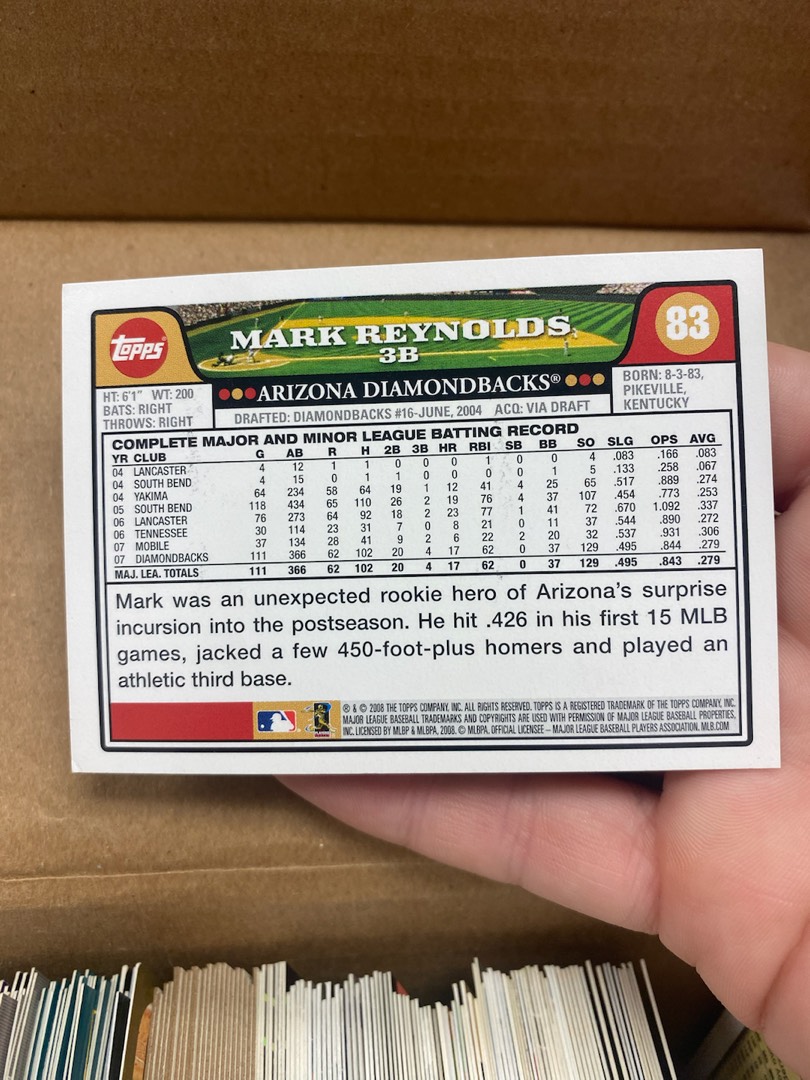 topps
MARK REYNOLDS
3B
83
ARIZONA DIAMONDBACKS®
HT: 6'1" WT: 200
BATS: RIGHT
THROWS: RIGHT
DRAFTED: DIAMONDBACKS #16-JUNE, 2004 ACQ: VIA DRAFT
BORN: 8-3-83,
PIKEVILLE,
KENTUCKY
COMPLETE MAJOR AND MINOR LEAGUE BATTING RECORD
YR CLUB G AB R H 2B 3B HR RBI SB BB SO SLG OPS AVG
04 LANCASTER 4 12 1 1 0 0 0 1 0 0 4 .083 .166 .083
04 SOUTH BEND 4 15 0 1 1 0 0 0 0 1 5 .133 .258 .067
04 YAKIMA 64 234 58 64 19 1 12 41 4 25 65 .517 .889 .274
05 SOUTH BEND 118 434 65 110 26 2 19 76 4 37 107 .454 .773 .253
06 LANCASTER 76 273 64 92 18 2 23 77 1 41 72 .670 1.092 .337
06 TENNESSEE 30 114 23 31 7 0 8 21 0 11 37 .544 .890 .272
07 MOBILE 37 134 28 41 9 2 6 22 2 20 32 .537 .931 .306
07 DIAMONDBACKS 111 366 62 102 20 4 17 62 0 37 129 .495 .844 .279
MAJ. LEA. TOTALS 111 366 62 102 20 4 17 62 0 37 129 .495 .843 .279
Mark was an unexpected rookie hero of Arizona's surprise
incursion into the postseason. He hit .426 in his first 15 MLB
games, jacked a few 450-foot-plus homers and played an
athletic third base.
® & © 2008 THE TOPPS COMPANY, INC. ALL RIGHTS RESERVED. TOPPS IS A REGISTERED TRADEMARK OF THE TOPPS COMPANY, INC.
MAJOR LEAGUE BASEBALL TRADEMARKS AND COPYRIGHTS ARE USED WITH PERMISSION OF MAJOR LEAGUE BASEBALL PROPERTIES,
INC. LICENSED BY MLBP & MLBPA, 2008. © MLBPA, OFFICIAL LICENSEE – MAJOR LEAGUE BASEBALL PLAYERS ASSOCIATION. MLB.COM